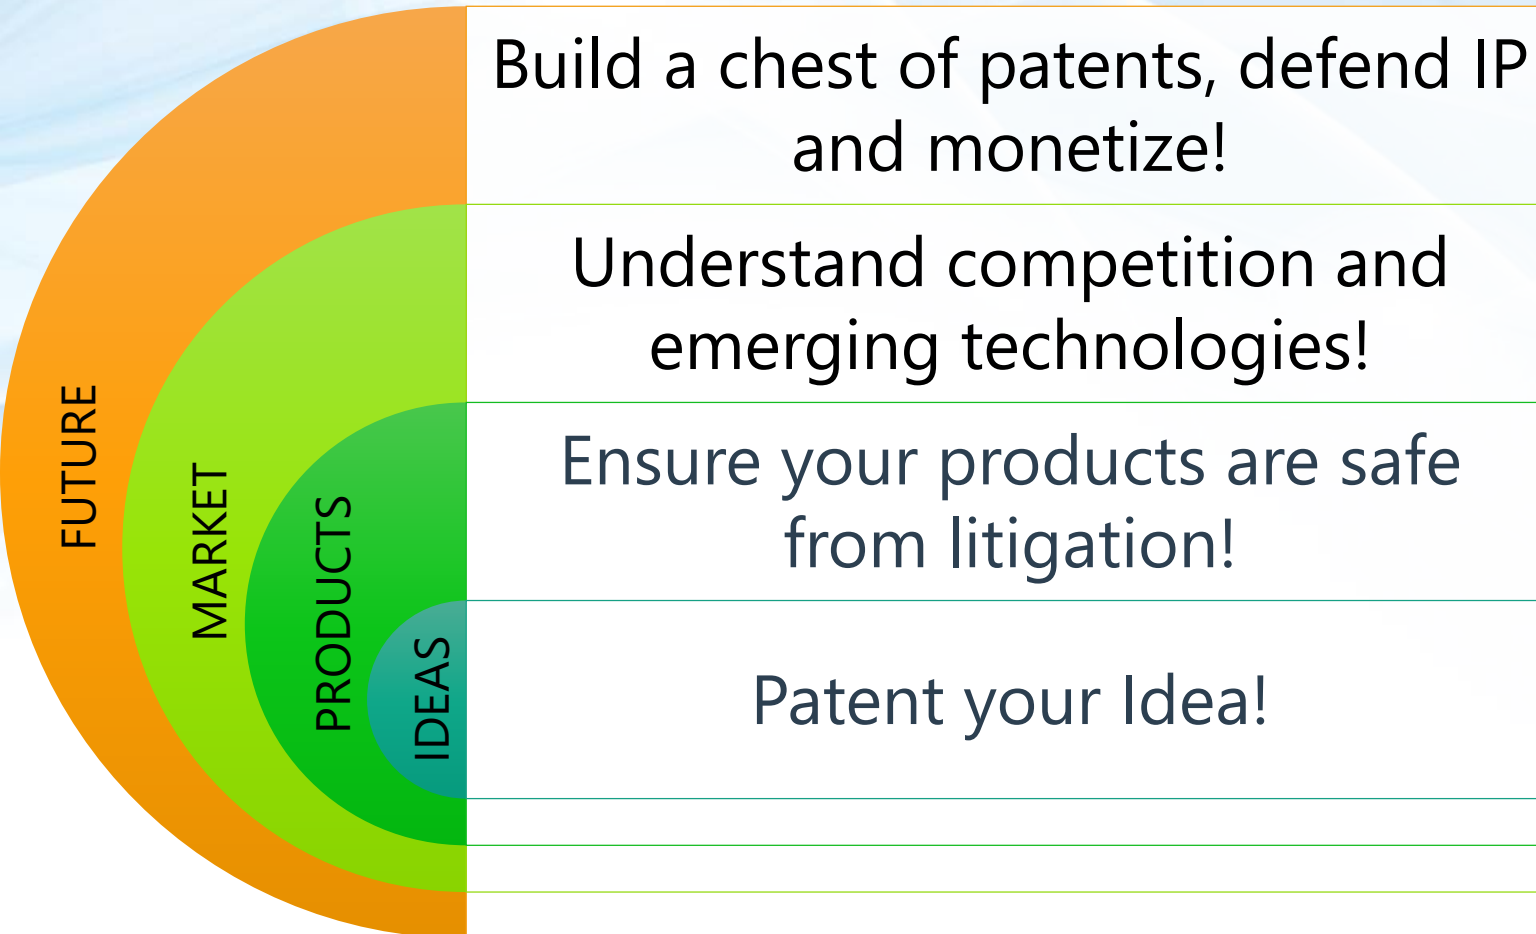 Build a chest of patents, defend IP
and monetize!
Understand competition and
emerging technologies!
Ensure your products are safe
from litigation!
Patent your Idea!
FUTURE
MARKET
PRODUCTS
IDEAS